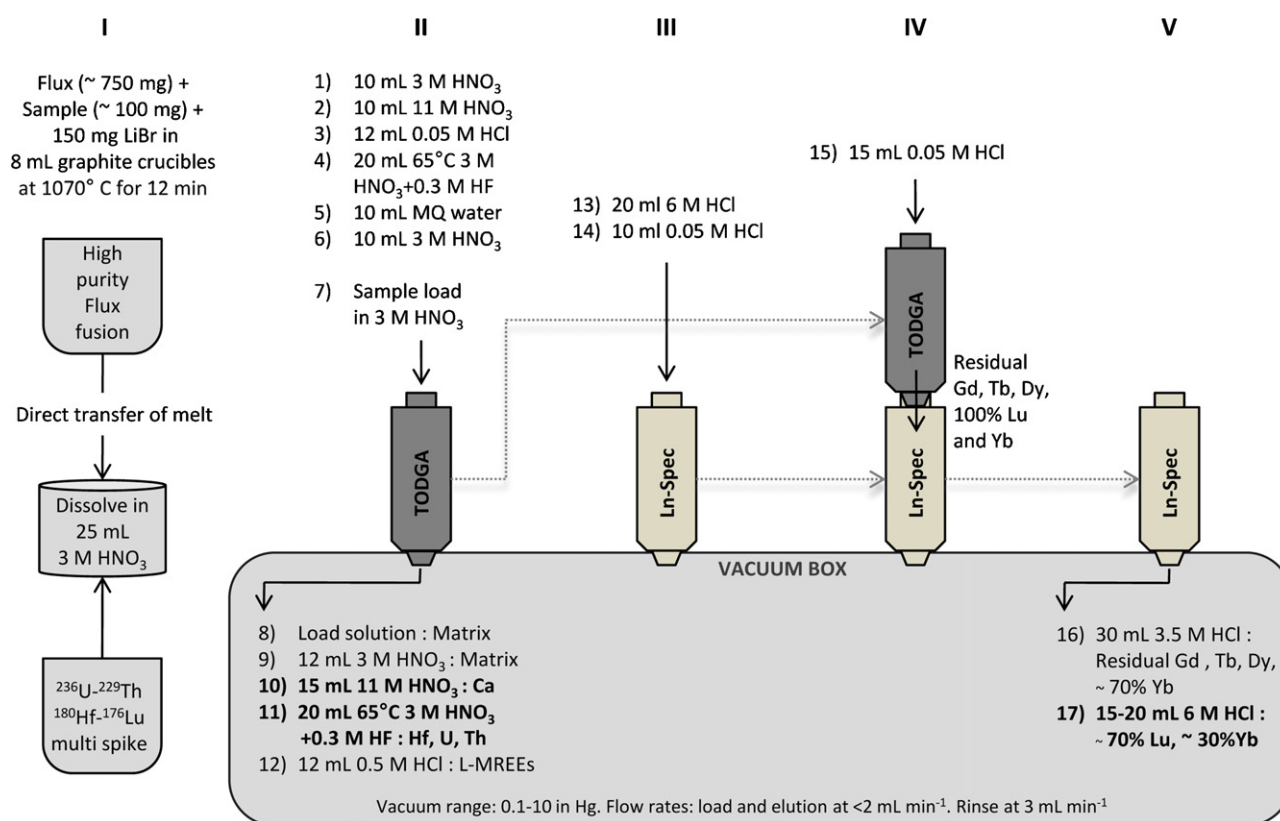 I
II
III
IV
V
Flux (~ 750 mg) +
Sample (~ 100 mg) +
150 mg LiBr in
8 mL graphite crucibles
at 1070° C for 12 min
High
purity
Flux
fusion
Direct transfer of melt
Dissolve in
25 mL
3 M HNO₃
²³⁶U-²²⁹Th
¹⁸⁰Hf-¹⁷⁶Lu
multi spike
1) 10 mL 3 M HNO₃
2) 10 mL 11 M HNO₃
3) 12 mL 0.05 M HCl
4) 20 mL 65°C 3 M
HNO₃+0.3 M HF
5) 10 mL MQ water
6) 10 mL 3 M HNO₃
7) Sample load
in 3 M HNO₃
TODGA
13) 20 ml 6 M HCl
14) 10 ml 0.05 M HCl
Ln-Spec
15) 15 mL 0.05 M HCl
TODGA
Residual
Gd, Tb, Dy,
100% Lu
and Yb
Ln-Spec
Ln-Spec
VACUUM BOX
8) Load solution : Matrix
9) 12 mL 3 M HNO₃ : Matrix
10) 15 mL 11 M HNO₃ : Ca
11) 20 mL 65°C 3 M HNO₃
+0.3 M HF : Hf, U, Th
12) 12 mL 0.5 M HCl : L-MREEs
16) 30 mL 3.5 M HCl :
Residual Gd , Tb, Dy,
~ 70% Yb
17) 15-20 mL 6 M HCl :
~ 70% Lu, ~ 30%Yb
Vacuum range: 0.1-10 in Hg. Flow rates: load and elution at <2 mL min⁻¹. Rinse at 3 mL min⁻¹